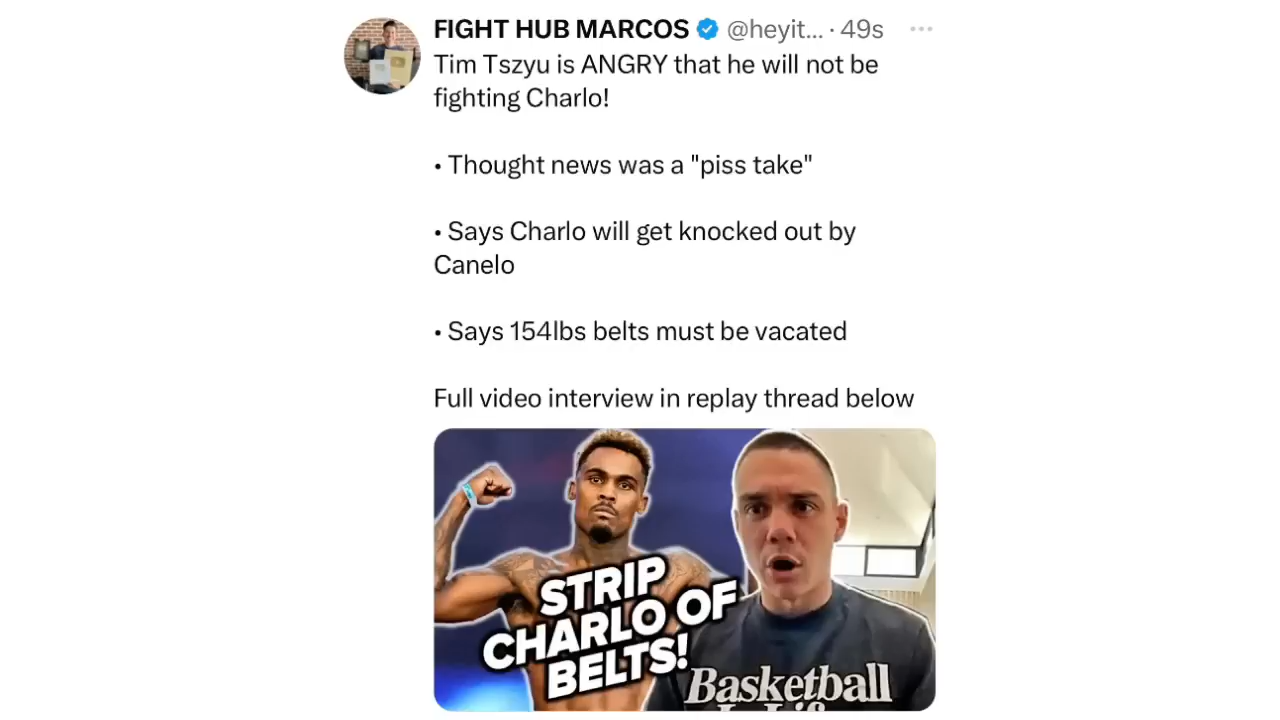 FIGHT HUB MARCOS @heyit... · 49s ...
Tim Tszyu is ANGRY that he will not be
fighting Charlo!
• Thought news was a "piss take"
• Says Charlo will get knocked out by
Canelo
• Says 154lbs belts must be vacated
Full video interview in replay thread below
STRIP
CHARLO OF
BELTS!
Basketball
Is Life